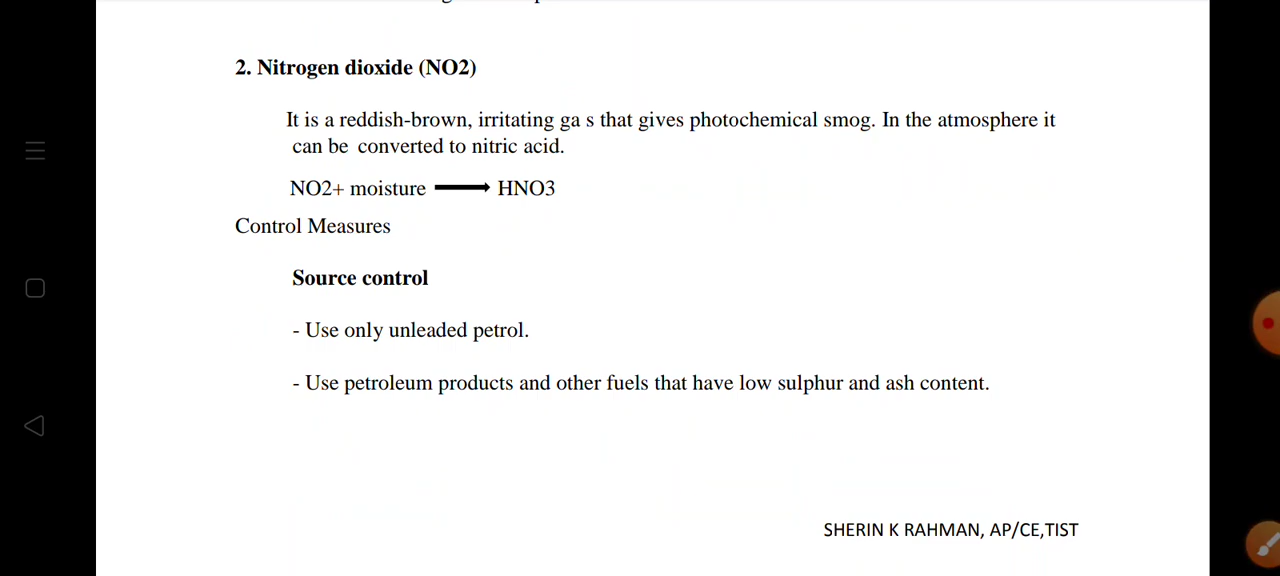 2. Nitrogen dioxide (NO2)
It is a reddish-brown, irritating ga s that gives photochemical smog. In the atmosphere it
can be converted to nitric acid.
NO2+ moisture ⟶ HNO3
Control Measures
Source control
- Use only unleaded petrol.
- Use petroleum products and other fuels that have low sulphur and ash content.
SHERIN K RAHMAN, AP/CE,TIST